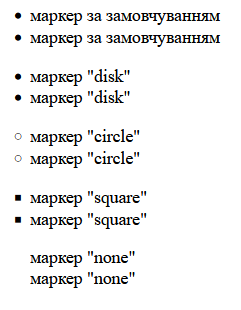 маркер за замовчуванням
маркер за замовчуванням
маркер "disk"
маркер "disk"
маркер "circle"
маркер "circle"
маркер "square"
маркер "square"
маркер "none"
маркер "none"